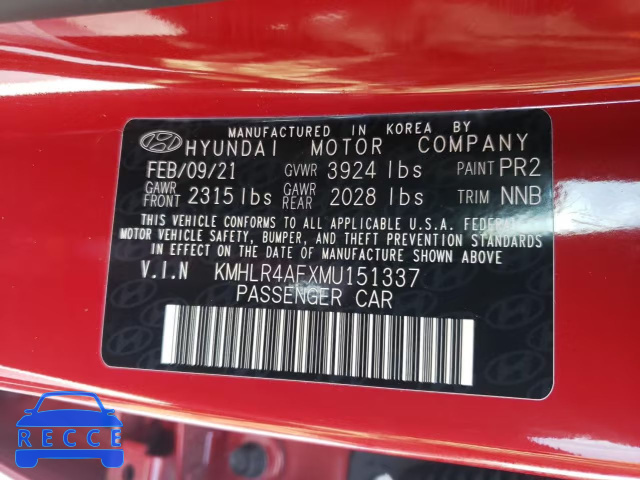 MANUFACTURED IN KOREA BY
HYUNDAI MOTOR COMPANY
FEB/09/21 GVWR 3924 lbs PAINT PR2
GAWR FRONT 2315 lbs GAWR REAR 2028 lbs TRIM NNB
THIS VEHICLE CONFORMS TO ALL APPLICABLE U.S.A. FEDERAL
MOTOR VEHICLE SAFETY, BUMPER, AND THEFT PREVENTION STANDARDS
IN EFFECT ON THE DATE OF MANUFACTURE SHOWN ABOVE.
V.I.N KMHLR4AFXMU151337
PASSENGER CAR
RECCE